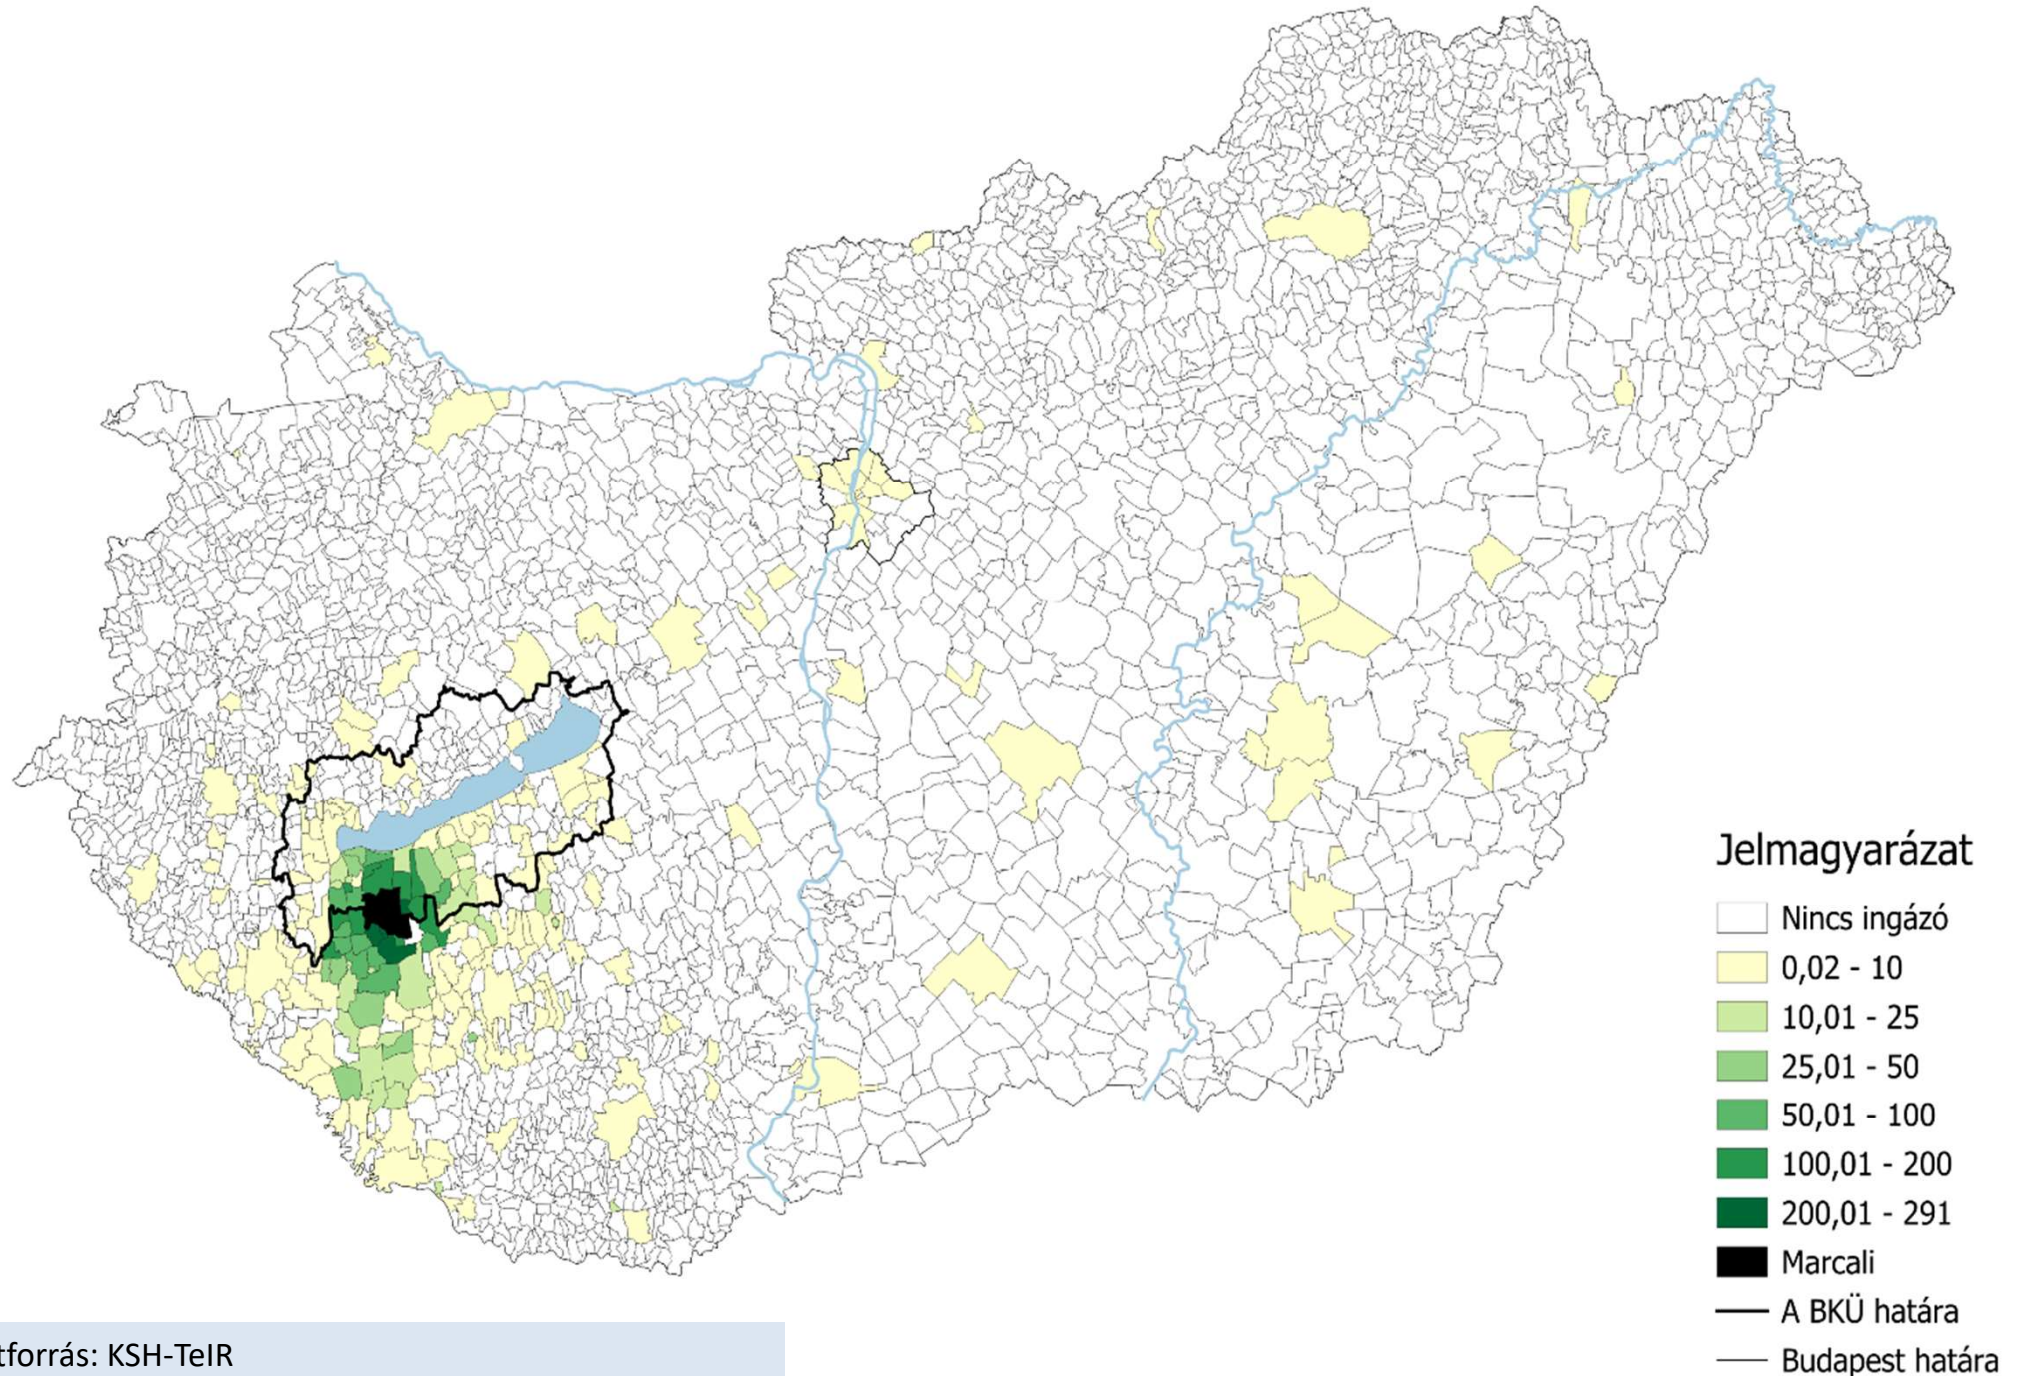 Jelmagyarázat
Nincs ingázó
0,02 - 10
10,01 - 25
25,01 - 50
50,01 - 100
100,01 - 200
200,01 - 291
Marcali
A BKÜ határa
Budapest határa
tforrás: KSH-TeIR